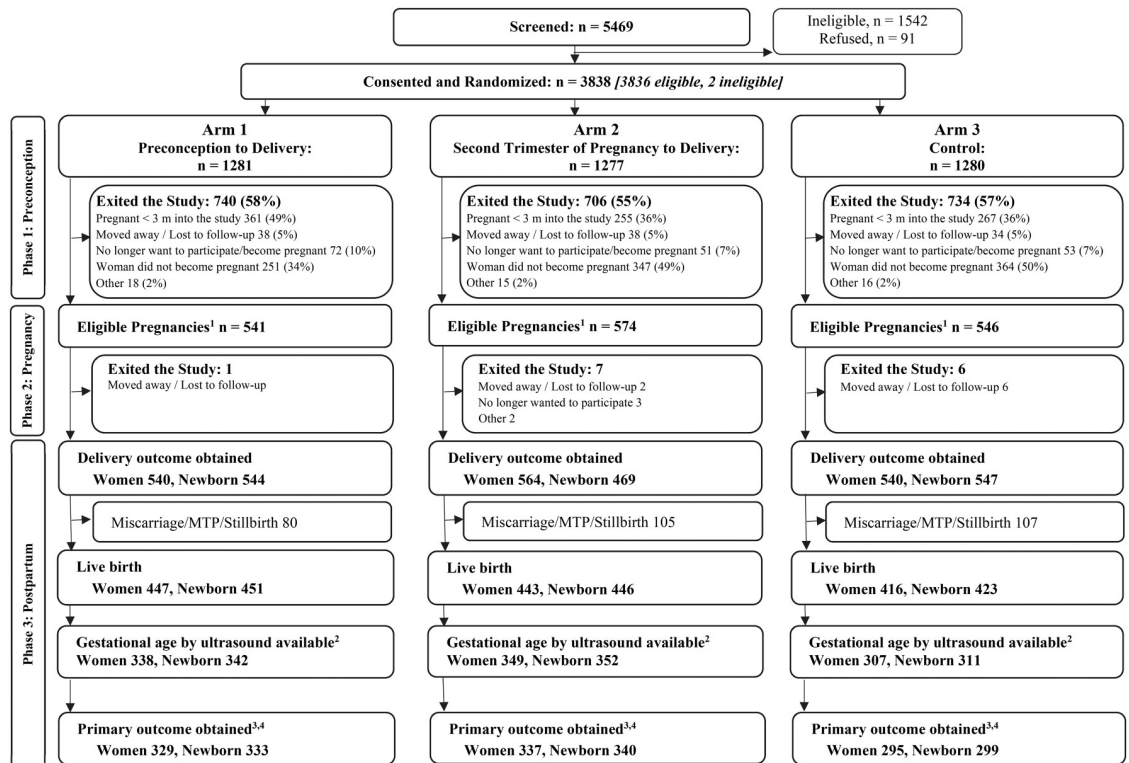 Screened: n = 5469
Ineligible, n = 1542
Refused, n = 91
Consented and Randomized: n = 3838 [3836 eligible, 2 ineligible]
Phase 1: Preconception
Arm 1
Preconception to Delivery:
n = 1281
Arm 2
Second Trimester of Pregnancy to Delivery:
n = 1277
Arm 3
Control:
n = 1280
Exited the Study: 740 (58%)
Pregnant < 3 m into the study 361 (49%)
Moved away / Lost to follow-up 38 (5%)
No longer want to participate/become pregnant 72 (10%)
Woman did not become pregnant 251 (34%)
Other 18 (2%)
Exited the Study: 706 (55%)
Pregnant < 3 m into the study 255 (36%)
Moved away / Lost to follow-up 38 (5%)
No longer want to participate/become pregnant 51 (7%)
Woman did not become pregnant 347 (49%)
Other 15 (2%)
Exited the Study: 734 (57%)
Pregnant < 3 m into the study 267 (36%)
Moved away / Lost to follow-up 34 (5%)
No longer want to participate/become pregnant 53 (7%)
Woman did not become pregnant 364 (50%)
Other 16 (2%)
Phase 2: Pregnancy
Eligible Pregnancies¹ n = 541
Eligible Pregnancies¹ n = 574
Eligible Pregnancies¹ n = 546
Exited the Study: 1
Moved away / Lost to follow-up
Exited the Study: 7
Moved away / Lost to follow-up 2
No longer wanted to participate 3
Other 2
Exited the Study: 6
Moved away / Lost to follow-up 6
Phase 3: Postpartum
Delivery outcome obtained
Women 540, Newborn 544
Delivery outcome obtained
Women 564, Newborn 469
Delivery outcome obtained
Women 540, Newborn 547
Miscarriage/MTP/Stillbirth 80
Miscarriage/MTP/Stillbirth 105
Miscarriage/MTP/Stillbirth 107
Live birth
Women 447, Newborn 451
Live birth
Women 443, Newborn 446
Live birth
Women 416, Newborn 423
Gestational age by ultrasound available²
Women 338, Newborn 342
Gestational age by ultrasound available²
Women 349, Newborn 352
Gestational age by ultrasound available²
Women 307, Newborn 311
Primary outcome obtained³,⁴
Women 329, Newborn 333
Primary outcome obtained³,⁴
Women 337, Newborn 340
Primary outcome obtained³,⁴
Women 295, Newborn 299